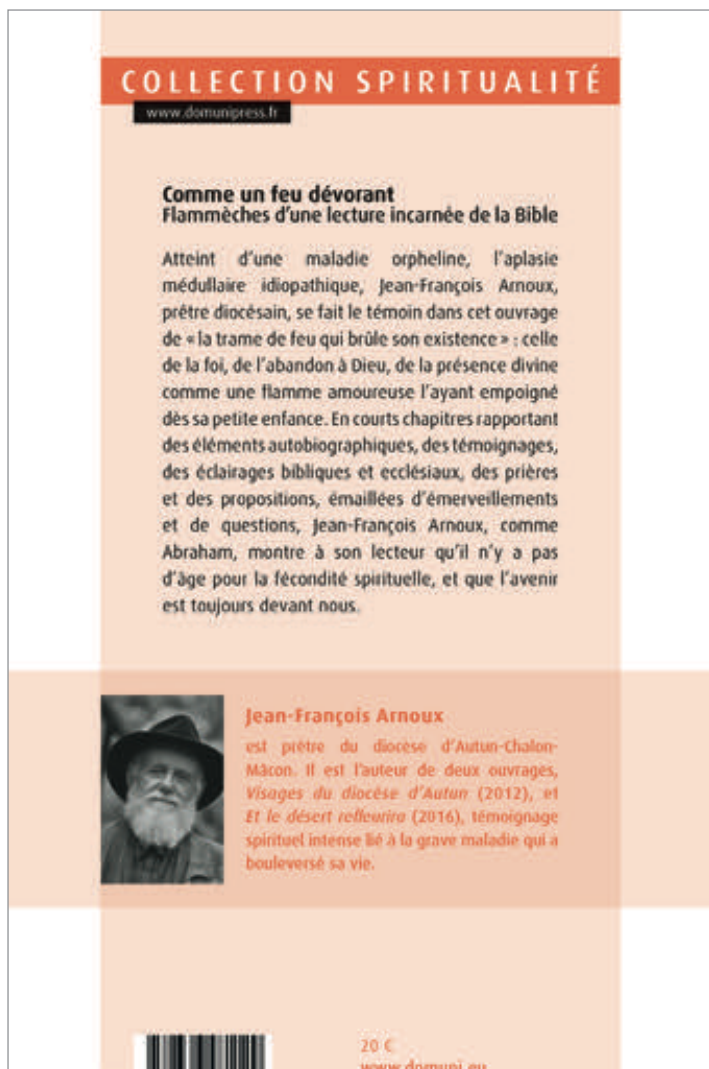 COLLECTION SPIRITUALITÉ
www.domunipress.fr
Comme un feu dévorant
Flammèches d'une lecture incarnée de la Bible
Atteint d'une maladie orpheline, l'aplasie
médullaire idiopathique, Jean-François Arnoux,
prêtre diocésain, se fait le témoin dans cet ouvrage
de « la trame de feu qui brûle son existence » : celle
de la foi, de l'abandon à Dieu, de la présence divine
comme une flamme amoureuse l'ayant empoigné
dès sa petite enfance. En courts chapitres rapportant
des éléments autobiographiques, des témoignages,
des éclairages bibliques et ecclésiaux, des prières
et des propositions, émaillées d'émerveillements
et de questions, Jean-François Arnoux, comme
Abraham, montre à son lecteur qu'il n'y a pas
d'âge pour la fécondité spirituelle, et que l'avenir
est toujours devant nous.
Jean-François Arnoux
est prêtre du diocèse d'Autun-Chalon-
Mâcon. Il est l'auteur de deux ouvrages,
Visages du diocèse d'Autun (2012), et
Et le désert refleurira (2016), témoignage
spirituel intense lié à la grave maladie qui a
bouleversé sa vie.
20 €
www.domuni.eu